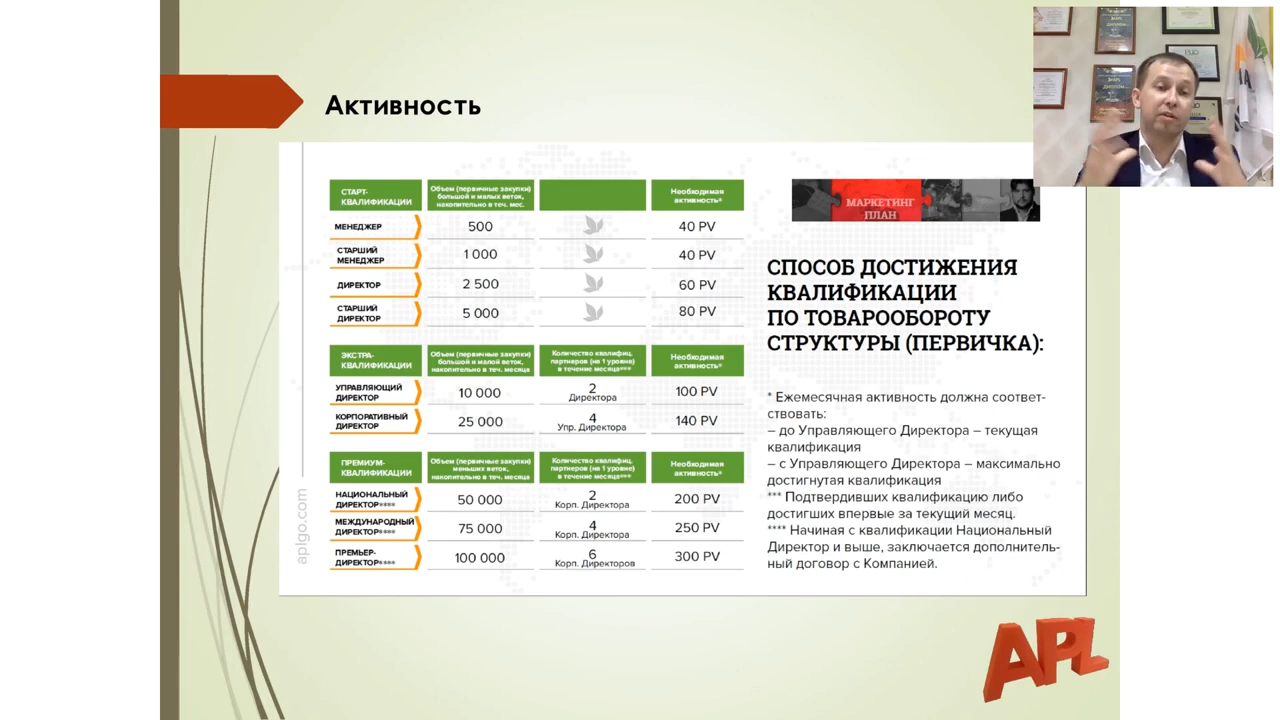 Активность
СТАРТ-
КВАЛИФИКАЦИИ
Объем (первичные закупки)
большой и малых веток,
накопительно в теч. мес.
Необходимая
активность*
МЕНЕДЖЕР
500
40 PV
СТАРШИЙ
МЕНЕДЖЕР
1 000
40 PV
ДИРЕКТОР
2 500
60 PV
СТАРШИЙ
ДИРЕКТОР
5 000
80 PV
ЭКСТРА-
КВАЛИФИКАЦИИ
Объем (первичные закупки)
большой и малой веток,
накопительно в теч. месяца
Количество квалифиц.
партнеров (на 1 уровне)
в течение месяца***
Необходимая
активность*
УПРАВЛЯЮЩИЙ
ДИРЕКТОР
10 000
2
Директора
100 PV
КОРПОРАТИВНЫЙ
ДИРЕКТОР
25 000
4
Упр. Директора
140 PV
ПРЕМИУМ-
КВАЛИФИКАЦИИ
Объем (первичные закупки)
меньших веток,
накопительно в теч. месяца
Количество квалифиц.
партнеров (на 1 уровне)
в течение месяца***
Необходимая
активность*
НАЦИОНАЛЬНЫЙ
ДИРЕКТОР****
50 000
2
Корп. Директора
200 PV
МЕЖДУНАРОДНЫЙ
ДИРЕКТОР****
75 000
4
Корп. Директора
250 PV
ПРЕМЬЕР-
ДИРЕКТОР****
100 000
6
Корп. Директоров
300 PV
aplgo.com
МАРКЕТИНГ
ПЛАН
СПОСОБ ДОСТИЖЕНИЯ
КВАЛИФИКАЦИИ
ПО ТОВАРООБОРОТУ
СТРУКТУРЫ (ПЕРВИЧКА):
* Ежемесячная активность должна соответ-
ствовать:
– до Управляющего Директора – текущая
квалификация
– с Управляющего Директора – максимально
достигнутая квалификация
*** Подтвердивших квалификацию либо
достигших впервые за текущий месяц.
**** Начиная с квалификации Национальный
Директор и выше, заключается дополнитель-
ный договор с Компанией.
APL